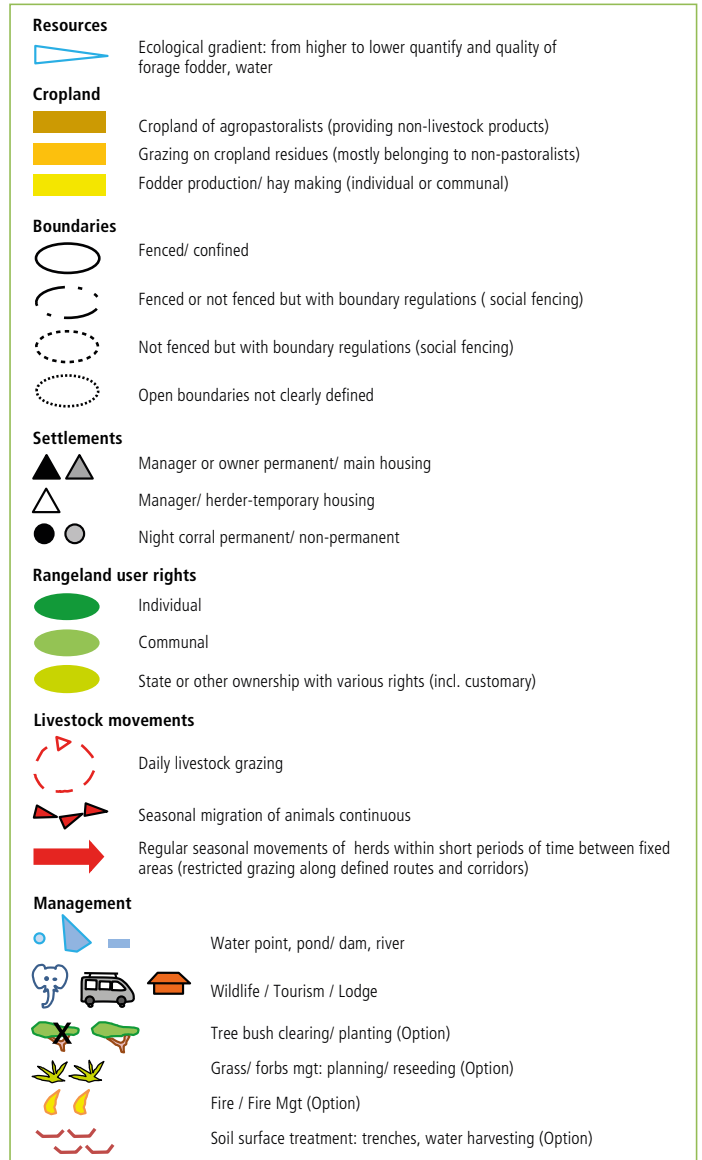 Resources
Ecological gradient: from higher to lower quantify and quality of
forage fodder, water
Cropland
Cropland of agropastoralists (providing non-livestock products)
Grazing on cropland residues (mostly belonging to non-pastoralists)
Fodder production/ hay making (individual or communal)
Boundaries
Fenced/ confined
Fenced or not fenced but with boundary regulations ( social fencing)
Not fenced but with boundary regulations (social fencing)
Open boundaries not clearly defined
Settlements
Manager or owner permanent/ main housing
Manager/ herder-temporary housing
Night corral permanent/ non-permanent
Rangeland user rights
Individual
Communal
State or other ownership with various rights (incl. customary)
Livestock movements
Daily livestock grazing
Seasonal migration of animals continuous
Regular seasonal movements of herds within short periods of time between fixed
areas (restricted grazing along defined routes and corridors)
Management
Water point, pond/ dam, river
Wildlife / Tourism / Lodge
Tree bush clearing/ planting (Option)
Grass/ forbs mgt: planning/ reseeding (Option)
Fire / Fire Mgt (Option)
Soil surface treatment: trenches, water harvesting (Option)